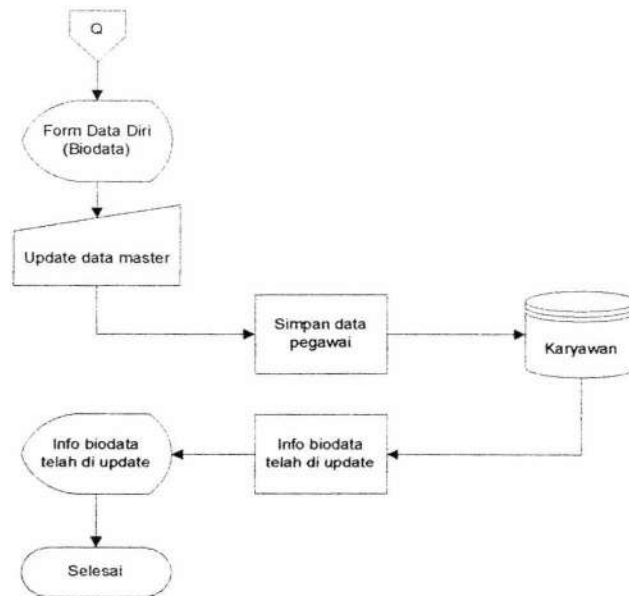 Q
Form Data Diri
(Biodata)
Update data master
Simpan data
pegawai
Karyawan
Info biodata
telah di update
Info biodata
telah di update
Selesai